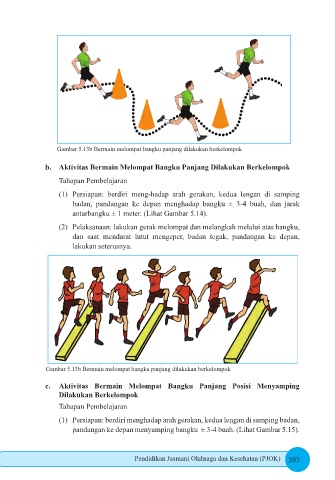 Gambar 5.13b Bermain melompat bangku panjang dilakukan berkelompok
b. Aktivitas Bermain Melompat Bangku Panjang Dilakukan Berkelompok
Tahapan Pembelajaran
(1) Persiapan: berdiri meng-hadap arah gerakan, kedua lengan di samping
badan, pandangan ke depan menghadap bangku ± 3-4 buah, dan jarak
antarbangku ± 1 meter. (Lihat Gambar 5.14).
(2) Pelaksanaan: lakukan gerak melompat dan melangkah melalui atas bangku,
dan saat mendarat lutut mengeper, badan tegak, pandangan ke depan,
lakukan seterusnya.
Gambar 5.13b Bermain melompat bangku panjang dilakukan berkelompok
c. Aktivitas Bermain Melompat Bangku Panjang Posisi Menyamping
Dilakukan Berkelompok
Tahapan Pembelajaran
(1) Persiapan: berdiri menghadap arah gerakan, kedua lengan di samping badan,
pandangan ke depan menyamping bangku ± 3-4 buah. (Lihat Gambar 5.15).
Pendidikan Jasmani Olahraga dan Kesehatan (PJOK) 203